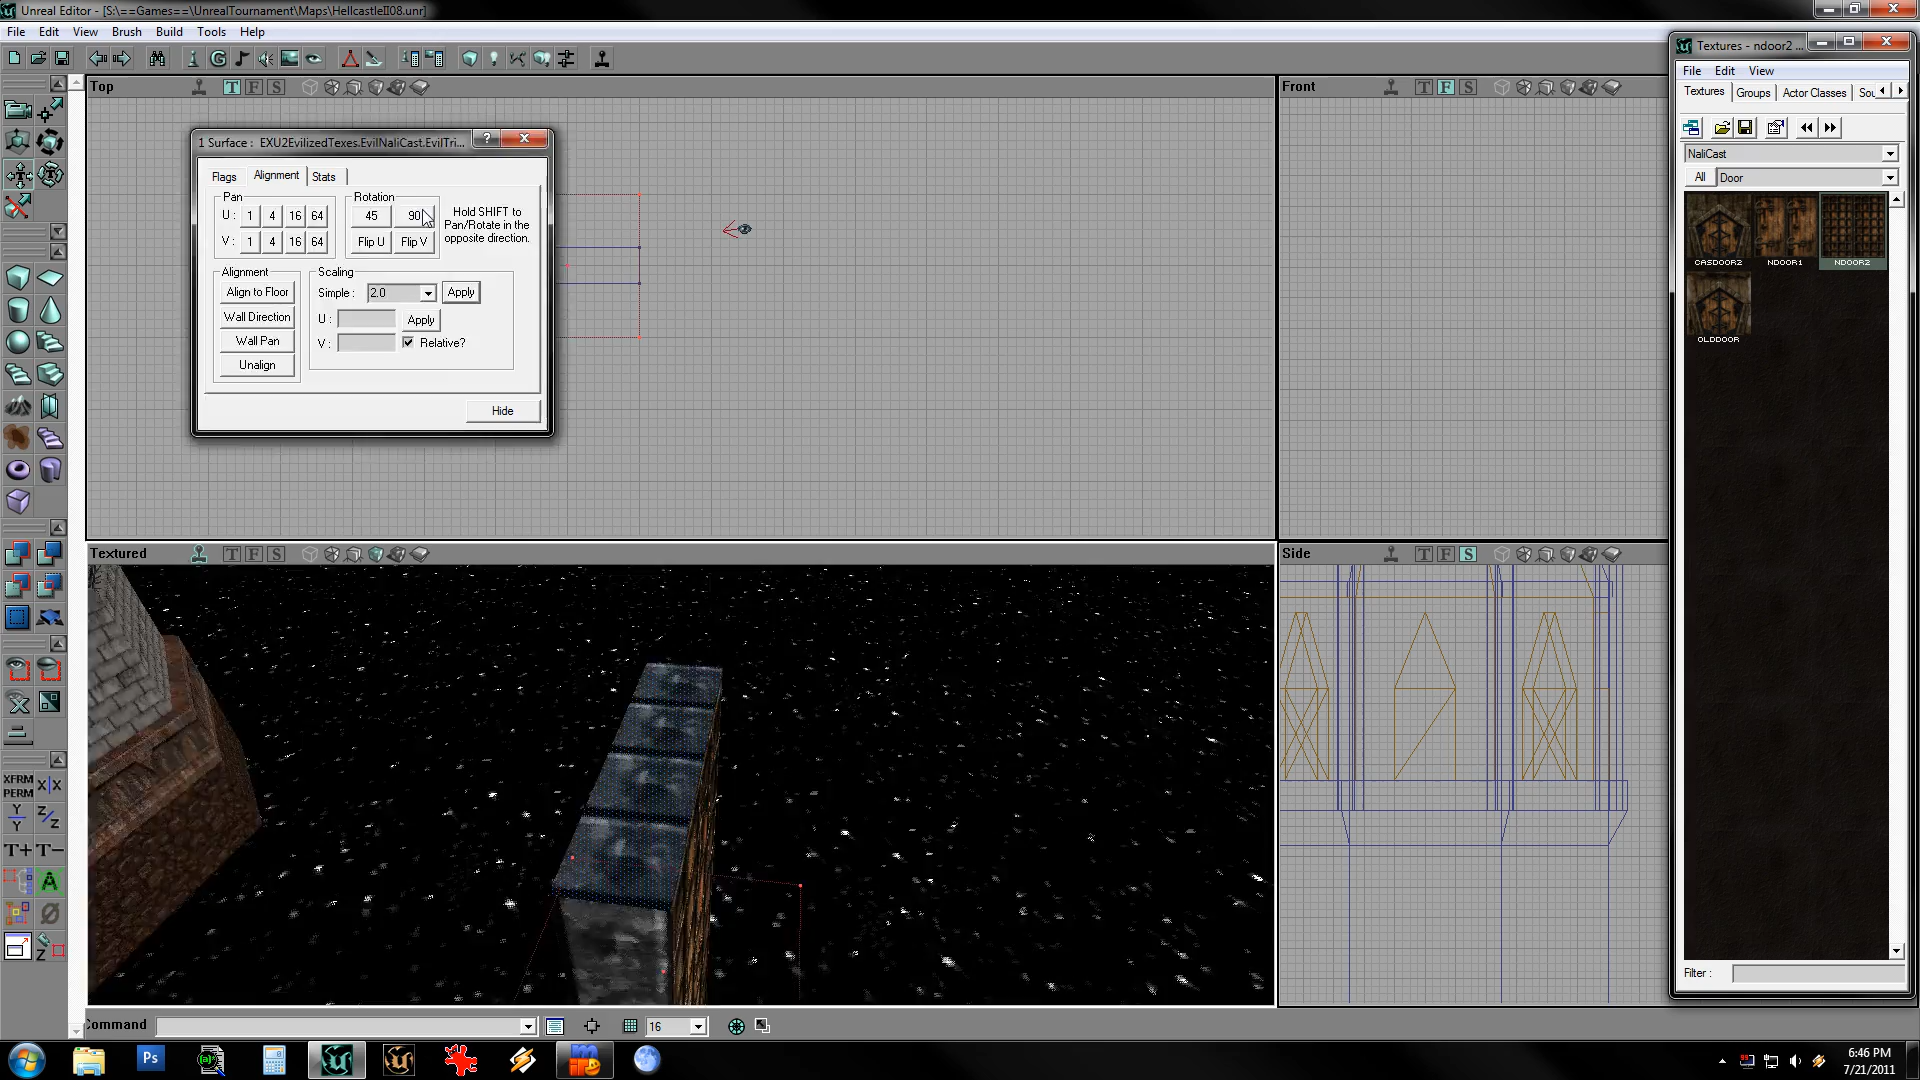 Unreal Editor - [S:\==Games==\UnrealTournament\Maps\HellcastleII08.unr]
File Edit View Brush Build Tools Help
Top
T F S
Front
T F S
1 Surface : EXU2EvilizedTexes.EvilNaliCast.EvilTri...
?
Flags Alignment Stats
Pan
U : 1 4 16 64
V : 1 4 16 64
Rotation
45 90
Flip U Flip V
Hold SHIFT to
Pan/Rotate in the
opposite direction.
Alignment
Align to Floor
Wall Direction
Wall Pan
Unalign
Scaling
Simple : 2.0 Apply
U : Apply
V : Relative?
Hide
Textured
T F S
Side
T F S
XFRM
PERM
X|X
Y
Y
Z/Z
T+ T-
A
Z
Textures - ndoor2 ...
File Edit View
Textures Groups Actor Classes Sou
NaliCast
All Door
CASDOOR2 NDOOR1 NDOOR2
OLDDOOR
Filter :
Command
16
Ps
6:46 PM
7/21/2011